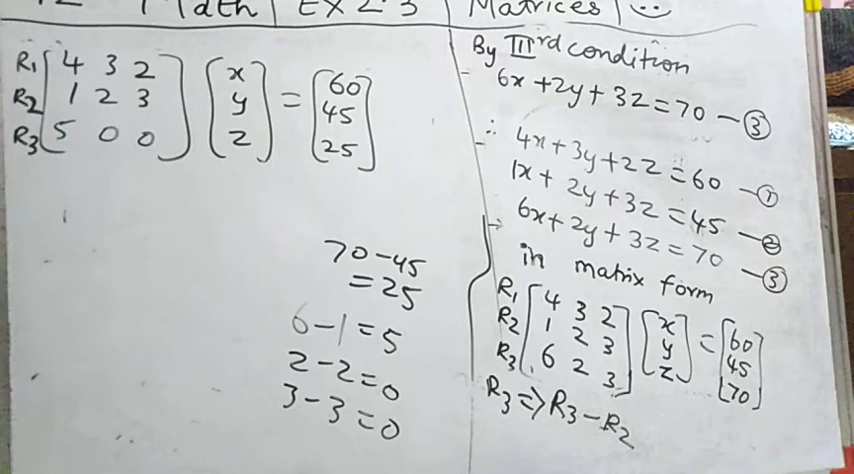 Math | EX 2.3 | Matrices | ☺
R1 [4 3 2] [x] = [60]
R2 [1 2 3] [y] [45]
R3 [5 0 0] [z] [25]
70-45
=25
6-1=5
2-2=0
3-3=0
By IIIrd condition
6x+2y+3z=70 —③
∴ 4x+3y+2z=60 —①
1x+2y+3z=45 —②
6x+2y+3z=70 —③
in matrix form
R1 [4 3 2] [x] = [60]
R2 [1 2 3] [y] [45]
R3 [6 2 3] [z] [70]
R3 => R3-R2